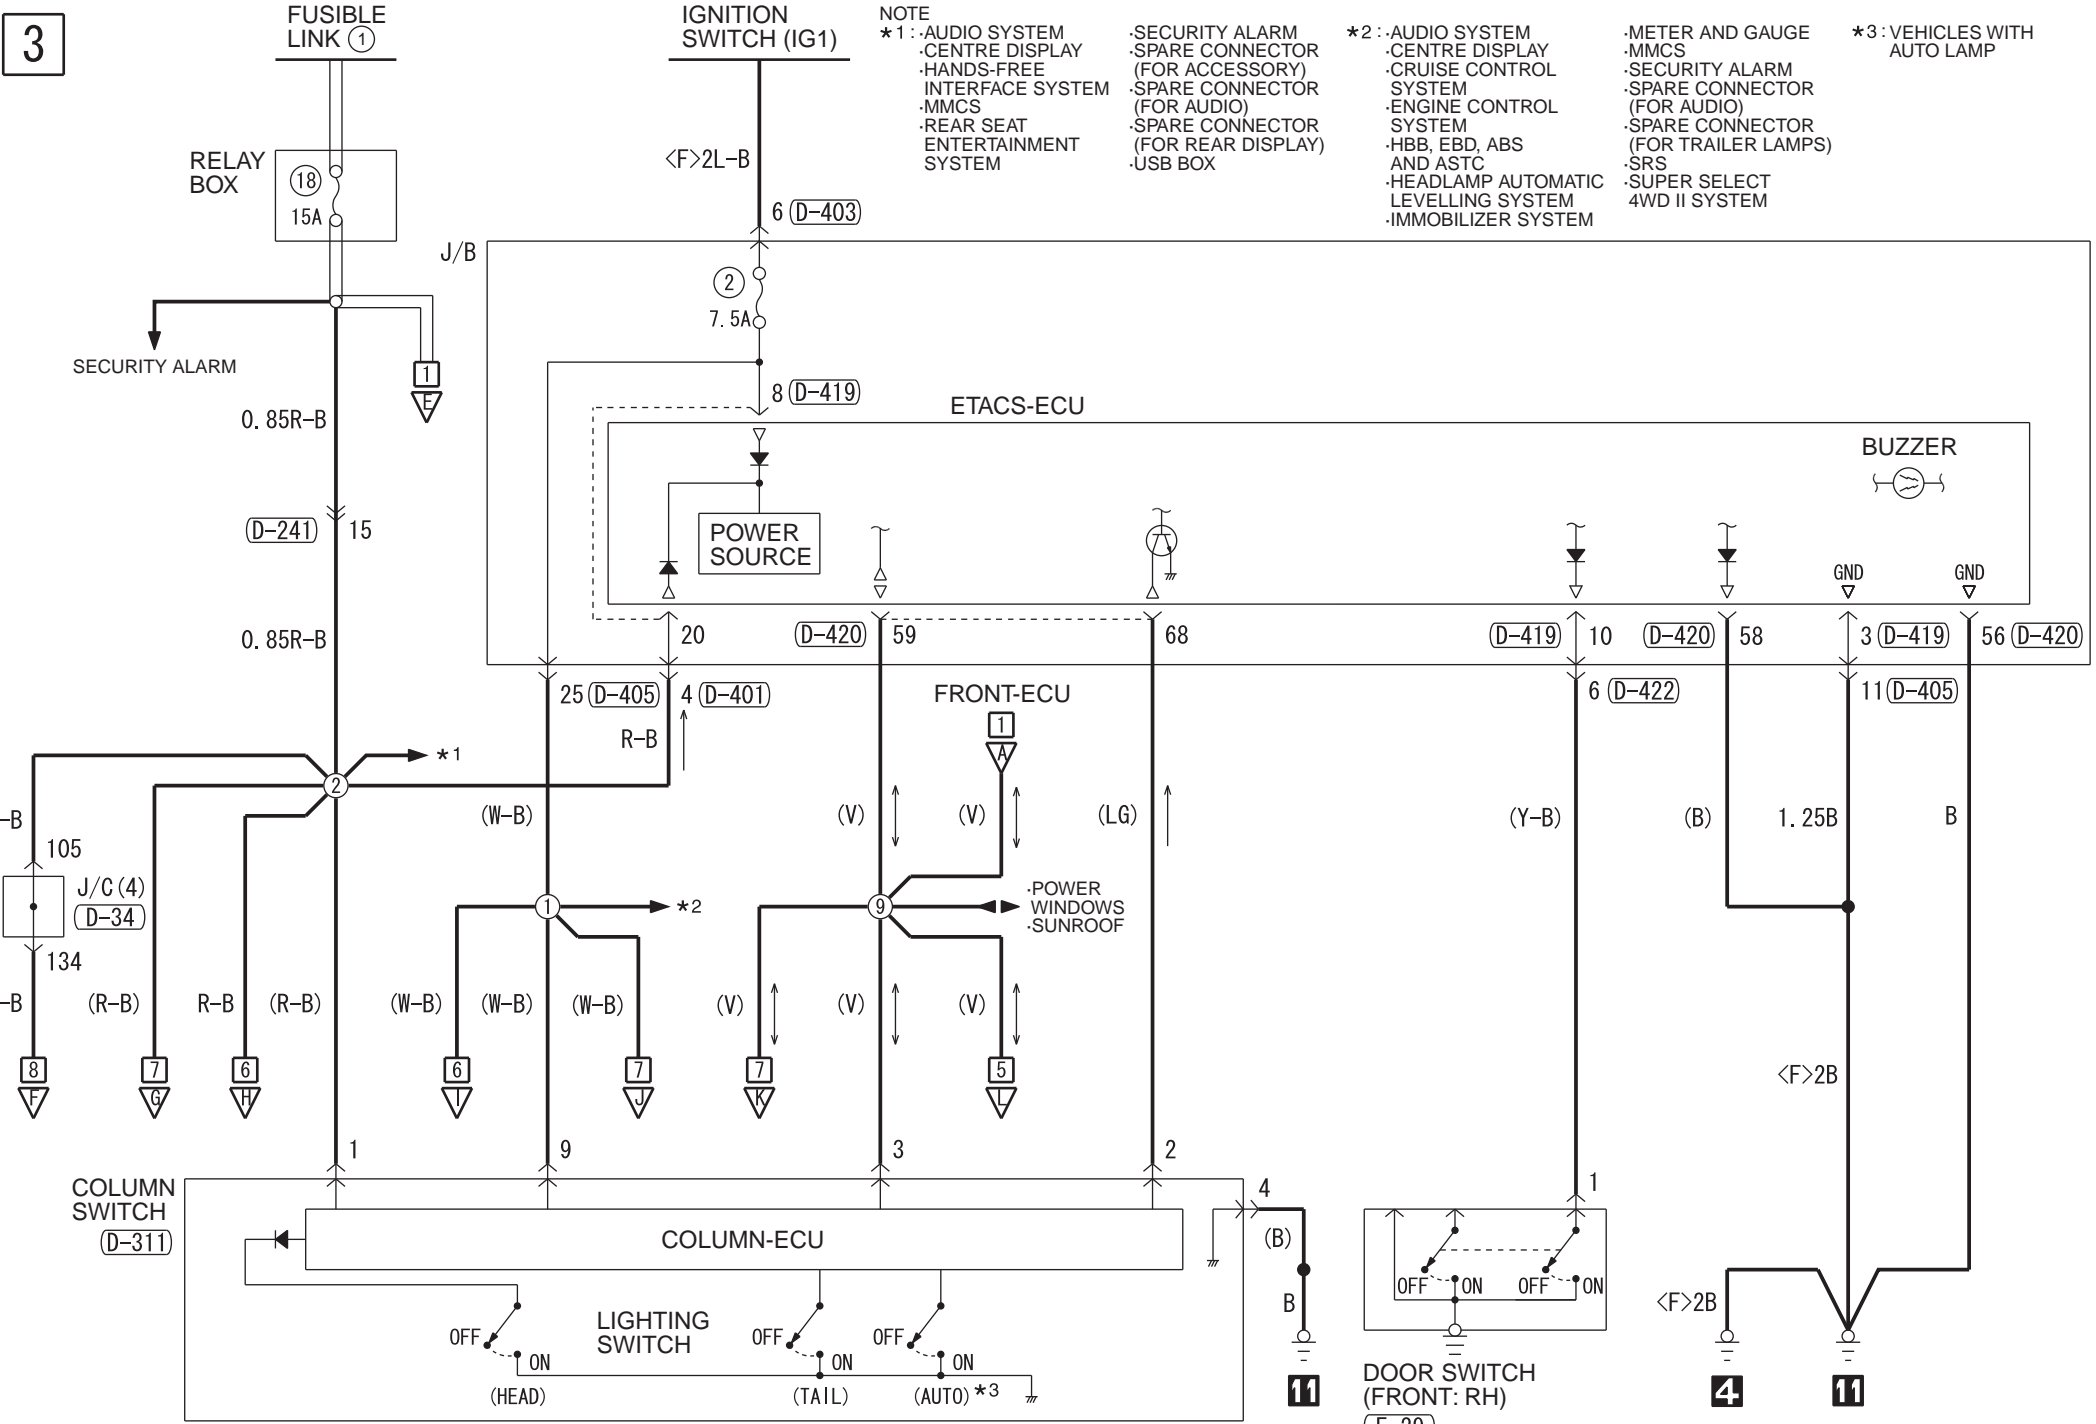 3
FUSIBLE
LINK 1
IGNITION
SWITCH (IG1)
NOTE
*1: ·AUDIO SYSTEM
·CENTRE DISPLAY
·HANDS-FREE
INTERFACE SYSTEM
·MMCS
·REAR SEAT
ENTERTAINMENT
SYSTEM
·SECURITY ALARM
·SPARE CONNECTOR
(FOR ACCESSORY)
·SPARE CONNECTOR
(FOR AUDIO)
·SPARE CONNECTOR
(FOR REAR DISPLAY)
·USB BOX
*2: ·AUDIO SYSTEM
·CENTRE DISPLAY
·CRUISE CONTROL
SYSTEM
·ENGINE CONTROL
SYSTEM
·HBB, EBD, ABS
AND ASTC
·HEADLAMP AUTOMATIC
LEVELLING SYSTEM
·IMMOBILIZER SYSTEM
·METER AND GAUGE
·MMCS
·SECURITY ALARM
·SPARE CONNECTOR
(FOR AUDIO)
·SPARE CONNECTOR
(FOR TRAILER LAMPS)
·SRS
·SUPER SELECT
4WD II SYSTEM
*3: VEHICLES WITH
AUTO LAMP
RELAY
BOX
18
15A
<F>2L-B
6 (D-403)
J/B
2
7.5A
SECURITY ALARM
1
E
8 (D-419)
ETACS-ECU
0.85R-B
BUZZER
POWER
SOURCE
(D-241) 15
GND
GND
0.85R-B
20
(D-420) 59
68
(D-419) 10
(D-420) 58
3 (D-419)
56 (D-420)
25 (D-405)
4 (D-401)
FRONT-ECU
6 (D-422)
11 (D-405)
1
A
R-B
*1
2
-B
(W-B)
(V)
(V)
(LG)
(Y-B)
(B)
1.25B
B
105
J/C(4)
(D-34)
134
1
*2
9
·POWER
WINDOWS
·SUNROOF
-B
(R-B)
R-B
(R-B)
(W-B)
(W-B)
(W-B)
(V)
(V)
(V)
<F>2B
8
F
7
G
6
H
6
I
7
J
7
K
5
L
1
9
3
2
COLUMN
SWITCH
(D-311)
COLUMN-ECU
4
(B)
B
11
1
OFF
ON
OFF
ON
LIGHTING
SWITCH
OFF
ON
(HEAD)
OFF
ON
(TAIL)
OFF
ON
(AUTO) *3
<F>2B
DOOR SWITCH
(FRONT: RH)
4
11